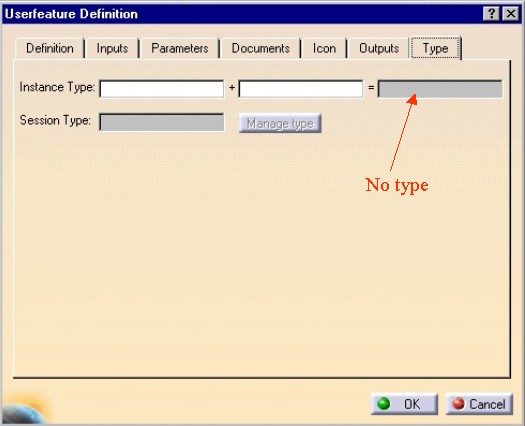 Userfeature Definition
Definition Inputs Parameters Documents Icon Outputs Type
Instance Type: + =
Session Type: Manage type
No type
OK Cancel